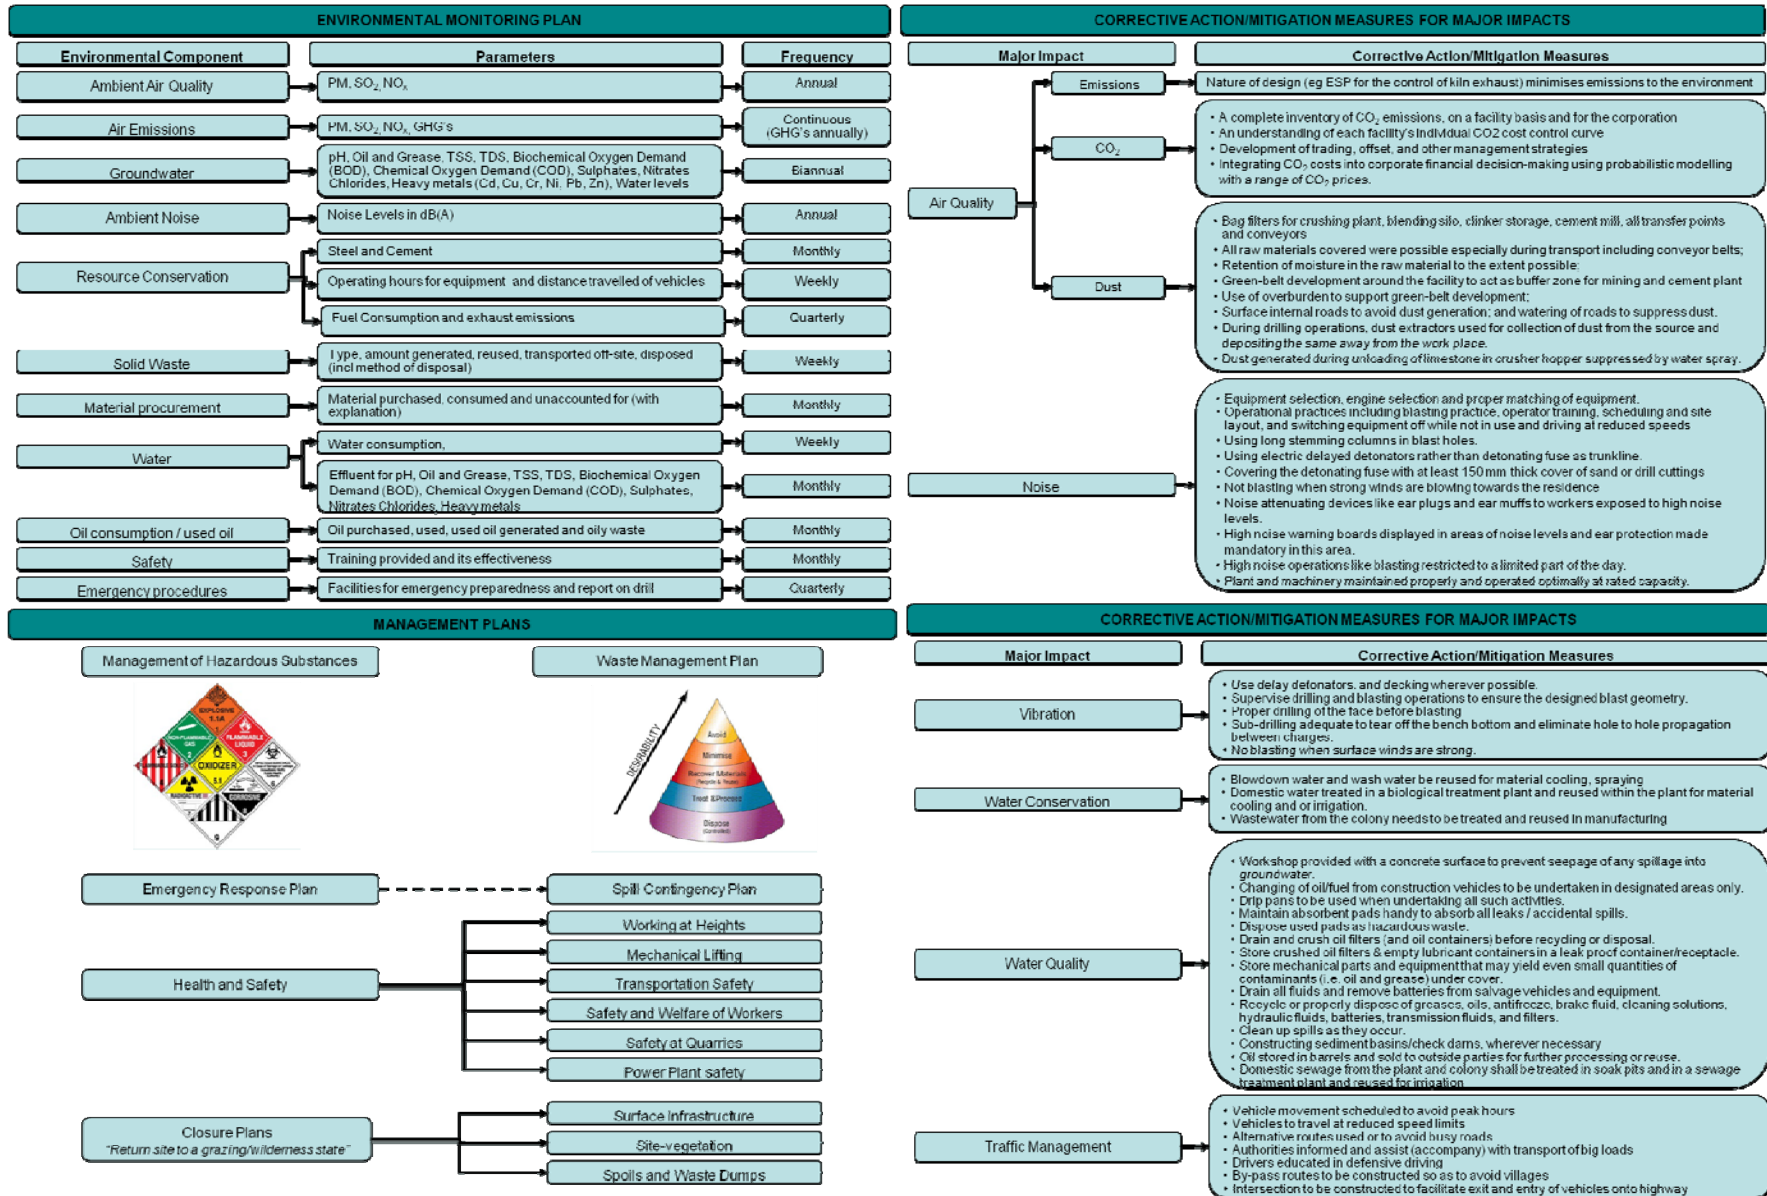 ENVIRONMENTAL MONITORING PLAN
Environmental Component
Parameters
Frequency
Ambient Air Quality
PM, SO2, NOx
Annual
Air Emissions
PM, SO2, NOx, GHG's
Continuous
(GHG's annually)
Groundwater
pH, Oil and Grease, TSS, TDS, Biochemical Oxygen Demand
(BOD), Chemical Oxygen Demand (COD), Sulphates, Nitrates
Chlorides, Heavy metals (Cd, Cu, Cr, Ni, Pb, Zn), Water levels
Biannual
Ambient Noise
Noise Levels in dB(A)
Annual
Resource Conservation
Steel and Cement
Monthly
Operating hours for equipment and distance travelled of vehicles
Weekly
Fuel Consumption and exhaust emissions
Quarterly
Solid Waste
Type, amount generated, reused, transported off-site, disposed
(incl method of disposal)
Weekly
Material procurement
Material purchased, consumed and unaccounted for (with
explanation)
Monthly
Water
Water consumption,
Weekly
Effluent for pH, Oil and Grease, TSS, TDS, Biochemical Oxygen
Demand (BOD), Chemical Oxygen Demand (COD), Sulphates,
Nitrates Chlorides, Heavy metals
Monthly
Oil consumption / used oil
Oil purchased, used, used oil generated and oily waste
Monthly
Safety
Training provided and its effectiveness
Monthly
Emergency procedures
Facilities for emergency preparedness and report on drill
Quarterly
CORRECTIVE ACTION/MITIGATION MEASURES FOR MAJOR IMPACTS
Major Impact
Corrective Action/Mitigation Measures
Air Quality
Emissions
Nature of design (eg ESP for the control of kiln exhaust) minimises emissions to the environment
CO2
• A complete inventory of CO2 emissions, on a facility basis and for the corporation
• An understanding of each facility's individual CO2 cost control curve
• Development of trading, offset, and other management strategies
• Integrating CO2 costs into corporate financial decision-making using probabilistic modelling
with a range of CO2 prices.
Dust
• Bag filters for crushing plant, blending silo, clinker storage, cement mill, all transfer points
and conveyors
• All raw materials covered were possible especially during transport including conveyor belts;
• Retention of moisture in the raw material to the extent possible;
• Green-belt development around the facility to act as buffer zone for mining and cement plant
• Use of overburden to support green-belt development;
• Surface internal roads to avoid dust generation; and watering of roads to suppress dust.
• During drilling operations, dust extractors used for collection of dust from the source and
depositing the same away from the work place.
• Dust generated during unloading of limestone in crusher hopper suppressed by water spray.
Noise
• Equipment selection, engine selection and proper matching of equipment.
• Operational practices including blasting practice, operator training, scheduling and site
layout, and switching equipment off while not in use and driving at reduced speeds
• Using long stemming columns in blast holes.
• Using electric delayed detonators rather than detonating fuse as trunkline.
• Covering the detonating fuse with at least 150 mm thick cover of sand or drill cuttings
• Not blasting when strong winds are blowing towards the residence
• Noise attenuating devices like ear plugs and ear muffs to workers exposed to high noise
levels.
• High noise warning boards displayed in areas of noise levels and ear protection made
mandatory in this area.
• High noise operations like blasting restricted to a limited part of the day.
• Plant and machinery maintained properly and operated optimally at rated capacity.
MANAGEMENT PLANS
Management of Hazardous Substances
Waste Management Plan
EXPLOSIVE
1.1A
1
NON-FLAMMABLE
GAS
2
FLAMMABLE
LIQUID
3
OXIDIZER
5.1
RADIOACTIVE
CORROSIVE
DESIRABILITY
Avoid
Minimise
Recover Materials
Treat & Process
Dispose
(Controlled)
Emergency Response Plan
Spill Contingency Plan
Health and Safety
Working at Heights
Mechanical Lifting
Transportation Safety
Safety and Welfare of Workers
Safety at Quarries
Power Plant safety
Closure Plans
"Return site to a grazing/wilderness state"
Surface Infrastructure
Site-vegetation
Spoils and Waste Dumps
CORRECTIVE ACTION/MITIGATION MEASURES FOR MAJOR IMPACTS
Major Impact
Corrective Action/Mitigation Measures
Vibration
• Use delay detonators, and decking wherever possible.
• Supervise drilling and blasting operations to ensure the designed blast geometry.
• Proper drilling of the face before blasting
• Sub-drilling adequate to tear off the bench bottom and eliminate hole to hole propagation
between charges.
• No blasting when surface winds are strong.
Water Conservation
• Blowdown water and wash water be reused for material cooling, spraying
• Domestic water treated in a biological treatment plant and reused within the plant for material
cooling and or irrigation.
• Wastewater from the colony needs to be treated and reused in manufacturing
Water Quality
• Workshop provided with a concrete surface to prevent seepage of any spillage into
groundwater.
• Changing of oil/fuel from construction vehicles to be undertaken in designated areas only.
• Drip pans to be used when undertaking all such activities.
• Maintain absorbent pads handy to absorb all leaks / accidental spills.
• Dispose used pads as hazardous waste.
• Drain and crush oil filters (and oil containers) before recycling or disposal.
• Store crushed oil filters & empty lubricant containers in a leak proof container/receptacle.
• Store mechanical parts and equipment that may yield even small quantities of
contaminants (i.e. oil and grease) under cover.
• Drain all fluids and remove batteries from salvage vehicles and equipment.
• Recycle or properly dispose of greases, oils, antifreeze, brake fluid, cleaning solutions,
hydraulic fluids, batteries, transmission fluids, and filters.
• Clean up spills as they occur.
• Constructing sediment basins/check dams, wherever necessary
• Oil stored in barrels and sold to outside parties for further processing or reuse.
• Domestic sewage from the plant and colony shall be treated in soak pits and in a sewage
treatment plant and reused for irrigation
Traffic Management
• Vehicle movement scheduled to avoid peak hours
• Vehicles to travel at reduced speed limits
• Alternative routes used or to avoid busy roads
• Authorities informed and assist (accompany) with transport of big loads
• Drivers educated in defensive driving
• By-pass routes to be constructed so as to avoid villages
• Intersection to be constructed to facilitate exit and entry of vehicles onto highway